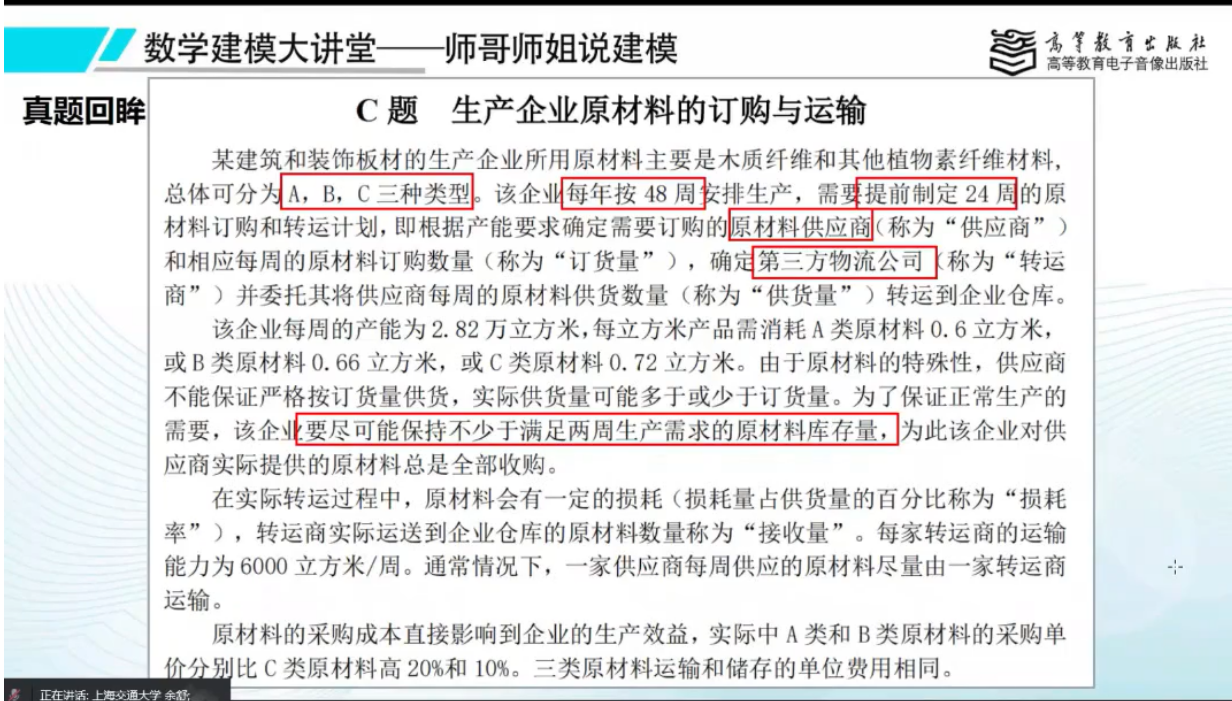 数学建模大讲堂——师哥师姐说建模
高等教育出版社
高等教育电子音像出版社
真题回眸
C 题 生产企业原材料的订购与运输
某建筑和装饰板材的生产企业所用原材料主要是木质纤维和其他植物素纤维材料,
总体可分为 A, B, C 三种类型。该企业每年按 48 周安排生产, 需要提前制定 24 周的原
材料订购和转运计划, 即根据产能要求确定需要订购的原材料供应商(称为“供应商”)
和相应每周的原材料订购数量(称为“订货量”), 确定第三方物流公司(称为“转运
商”)并委托其将供应商每周的原材料供货数量(称为“供货量”)转运到企业仓库。
该企业每周的产能为 2.82 万立方米, 每立方米产品需消耗 A 类原材料 0.6 立方米,
或 B 类原材料 0.66 立方米, 或 C 类原材料 0.72 立方米。由于原材料的特殊性, 供应商
不能保证严格按订货量供货, 实际供货量可能多于或少于订货量。为了保证正常生产的
需要, 该企业要尽可能保持不少于满足两周生产需求的原材料库存量, 为此该企业对供
应商实际提供的原材料总是全部收购。
在实际转运过程中, 原材料会有一定的损耗(损耗量占供货量的百分比称为“损耗
率”), 转运商实际运送到企业仓库的原材料数量称为“接收量”。每家转运商的运输
能力为 6000 立方米/周。通常情况下, 一家供应商每周供应的原材料尽量由一家转运商
运输。
原材料的采购成本直接影响到企业的生产效益, 实际中 A 类和 B 类原材料的采购单
价分别比 C 类原材料高 20%和 10%。三类原材料运输和储存的单位费用相同。
正在讲话: 上海交通大学 余舒;